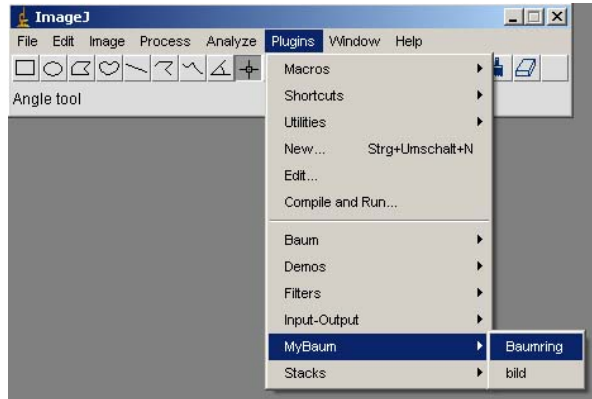 ImageJ
File Edit Image Process Analyze Plugins Window Help
Angle tool
Macros
Shortcuts
Utilities
New... Strg+Umschalt+N
Edit...
Compile and Run...
Baum
Demos
Filters
Input-Output
MyBaum
Baumring
Stacks
bild